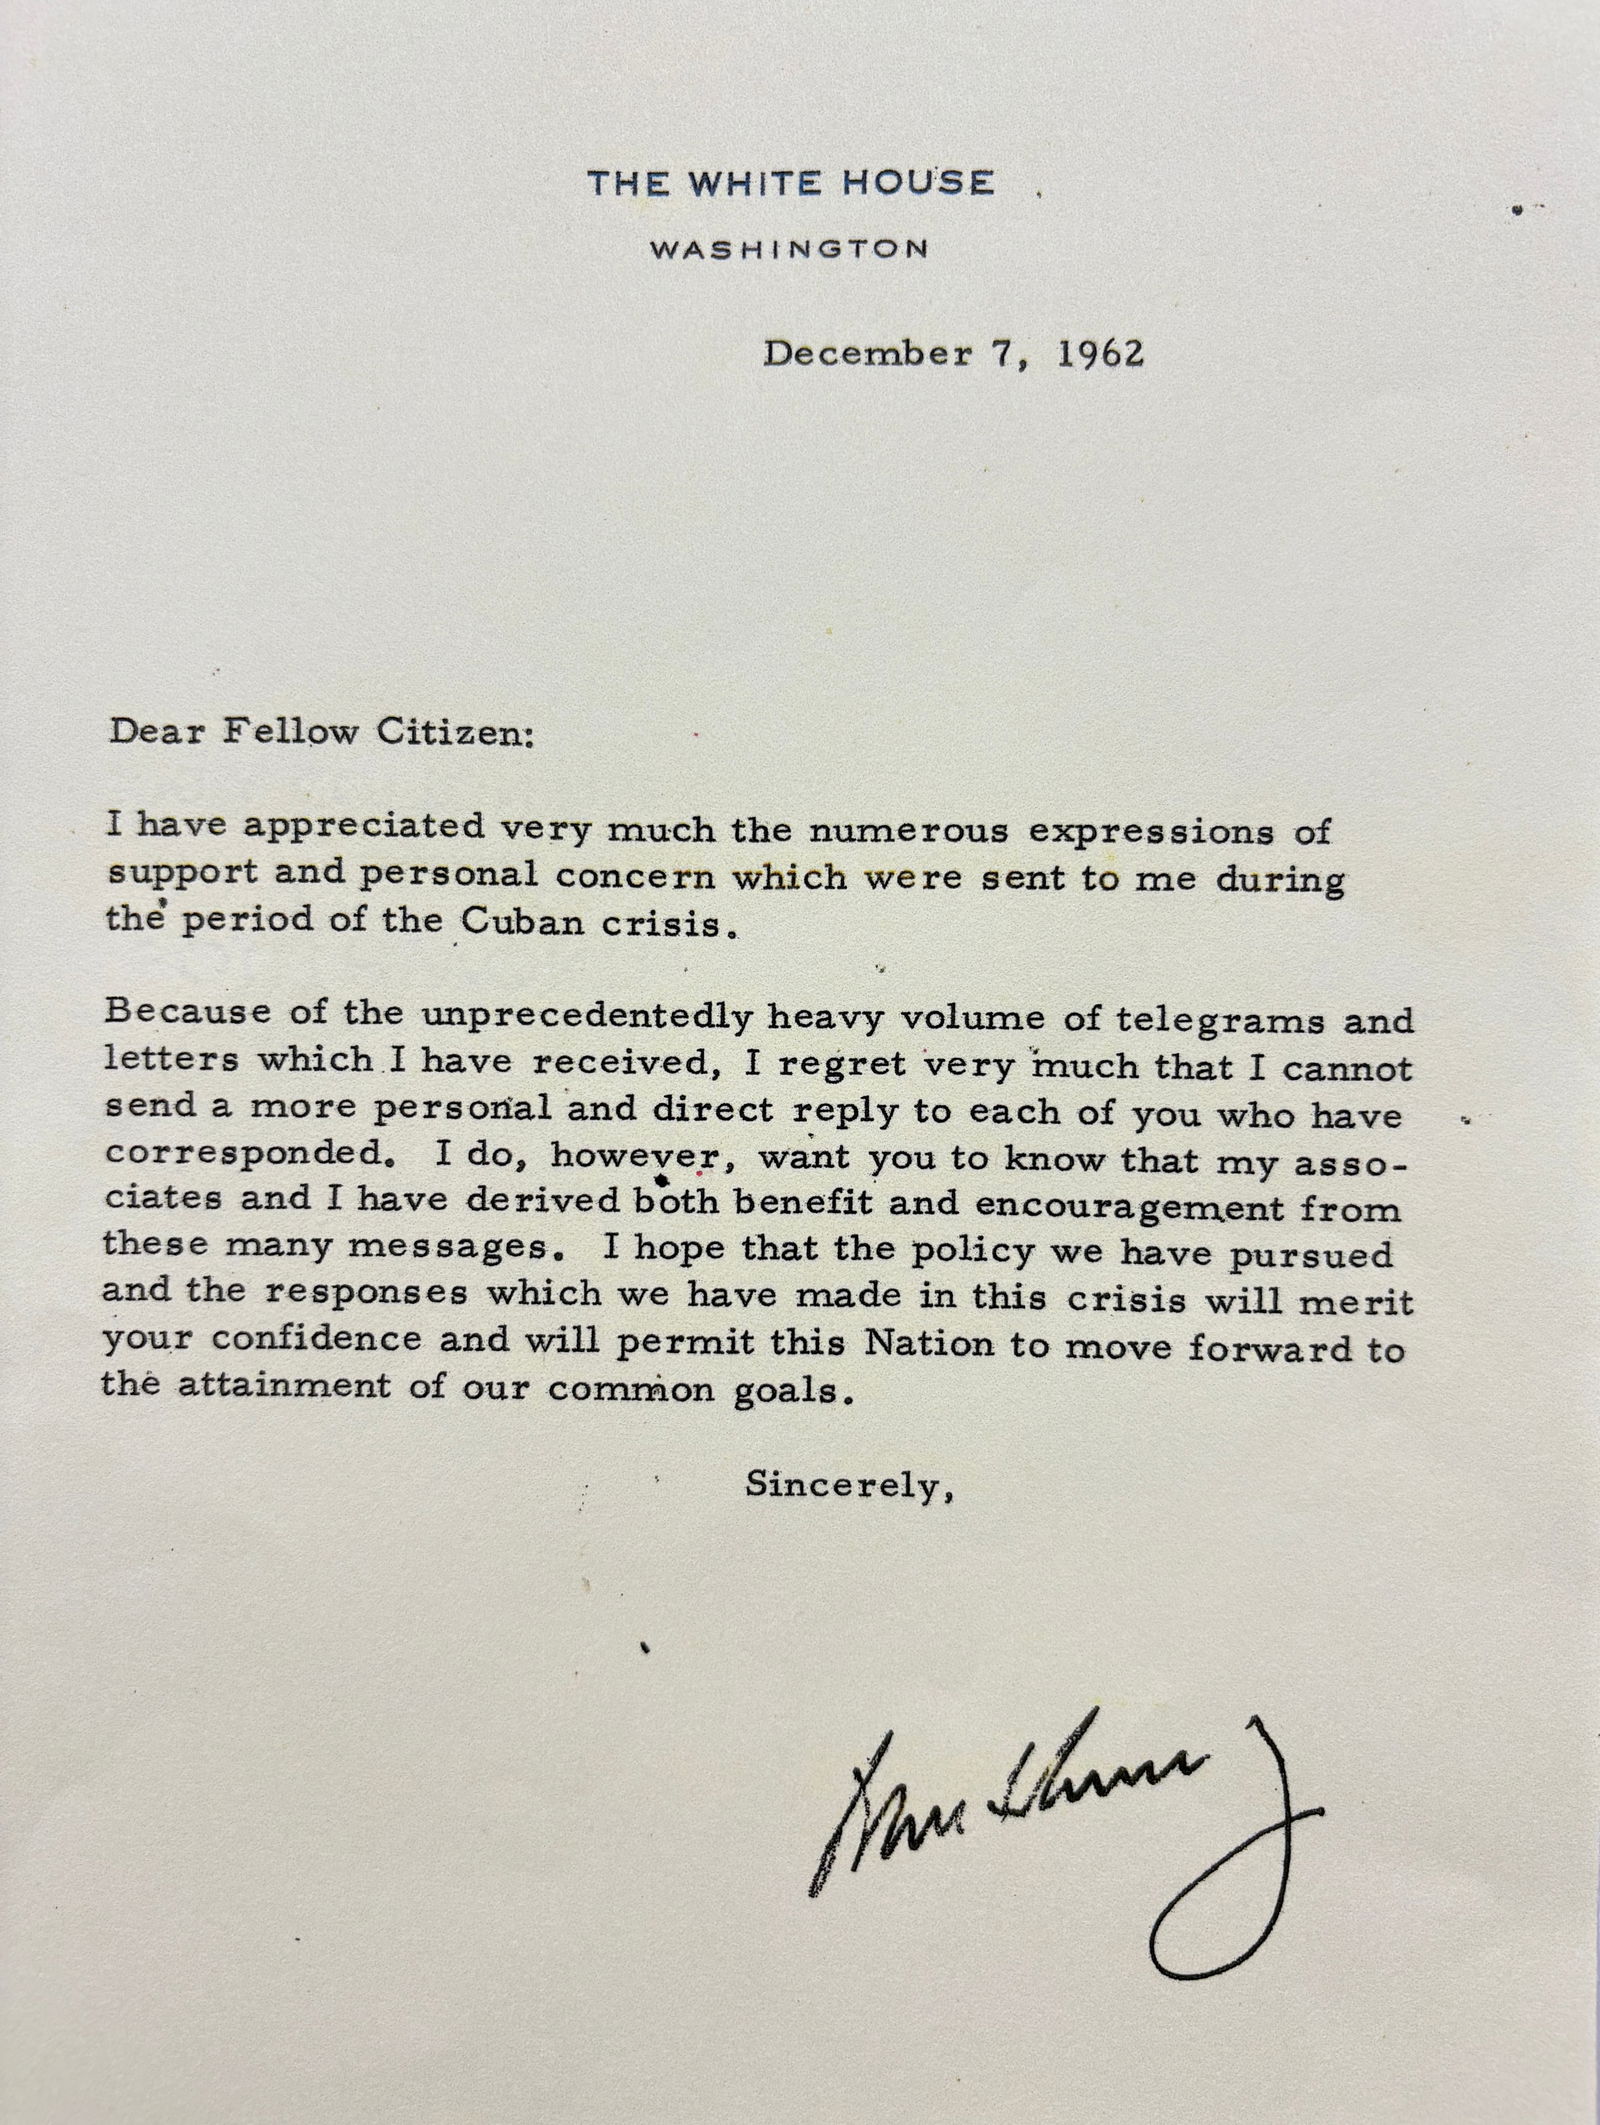 THE WHITE HOUSE
WASHINGTON
December 7, 1962
Dear Fellow Citizen:
I have appreciated very much the numerous expressions of
support and personal concern which were sent to me during
the period of the Cuban crisis.
Because of the unprecedentedly heavy volume of telegrams and
letters which I have received, I regret very much that I cannot
send a more personal and direct reply to each of you who have
corresponded.  I do, however, want you to know that my asso-
ciates and I have derived both benefit and encouragement from
these many messages.  I hope that the policy we have pursued
and the responses which we have made in this crisis will merit
your confidence and will permit this Nation to move forward to
the attainment of our common goals.
Sincerely,